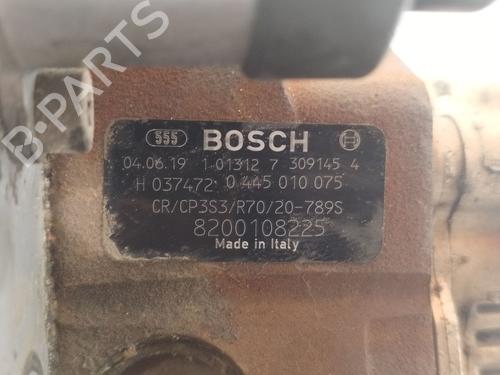 B-PARTS
555 BOSCH
04.06.19 1 01312 7 309145 4
H 037472 0 445 010 075
CR/CP3S3/R70/20-789S
8200108225
Made in Italy